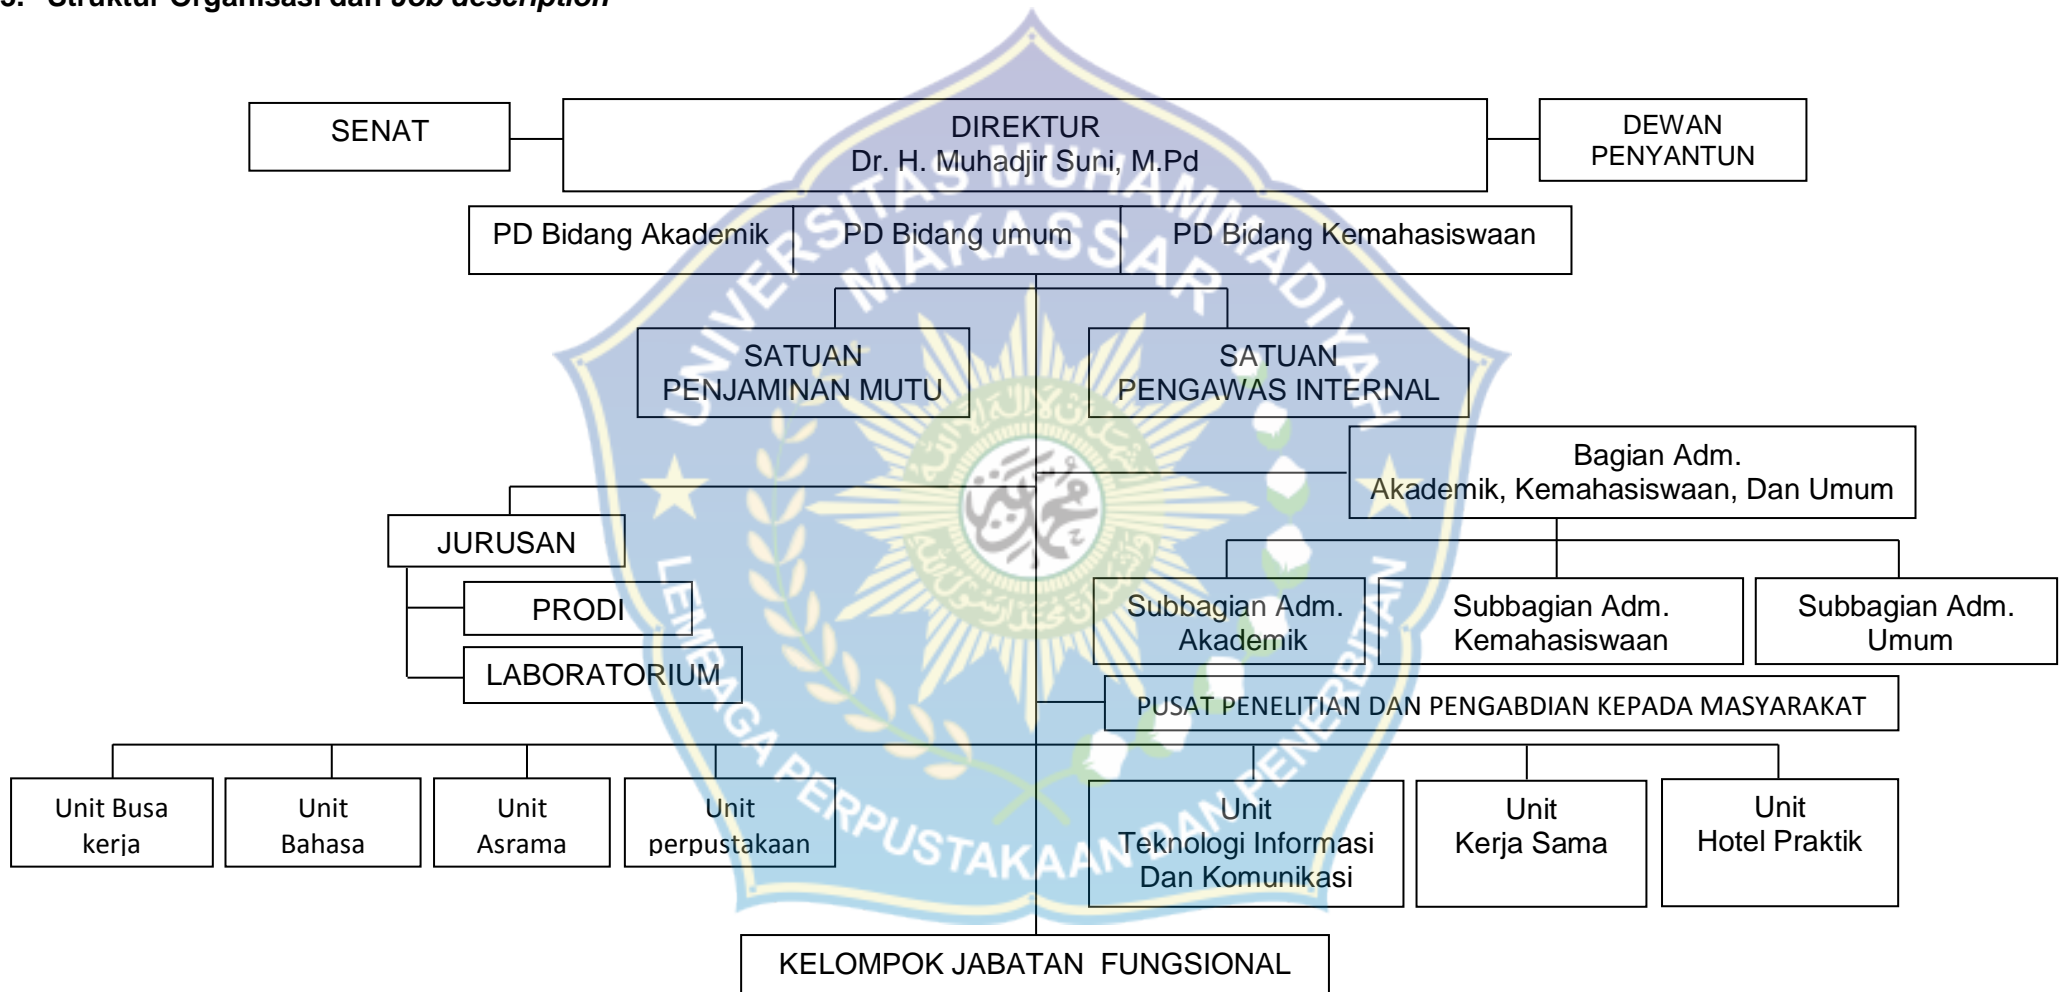 Struktur Organisasi dan Job description
SENAT
DIREKTUR
Dr. H. Muhadjir Suni, M.Pd
DEWAN
PENYANTUN
PD Bidang Akademik
PD Bidang umum
PD Bidang Kemahasiswaan
SATUAN
PENJAMINAN MUTU
SATUAN
PENGAWAS INTERNAL
Bagian Adm.
Akademik, Kemahasiswaan, Dan Umum
JURUSAN
PRODI
LABORATORIUM
Subbagian Adm.
Akademik
Subbagian Adm.
Kemahasiswaan
Subbagian Adm.
Umum
PUSAT PENELITIAN DAN PENGABDIAN KEPADA MASYARAKAT
Unit Busa
kerja
Unit
Bahasa
Unit
Asrama
Unit
perpustakaan
Unit
Teknologi Informasi
Dan Komunikasi
Unit
Kerja Sama
Unit
Hotel Praktik
KELOMPOK JABATAN FUNGSIONAL
UNIVERSITAS MUHAMMADIYAH
MAKASSAR
LEMBAGA PERPUSTAKAAN DAN PENERBITAN